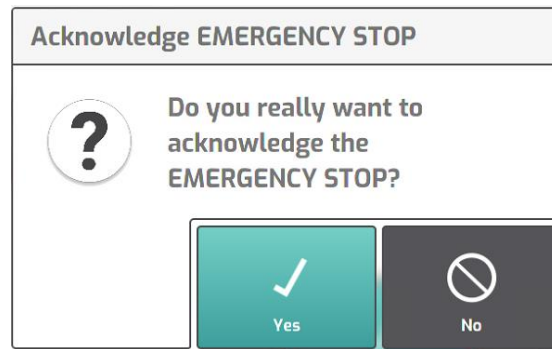 Acknowledge EMERGENCY STOP
Do you really want to
acknowledge the
EMERGENCY STOP?
Yes
No